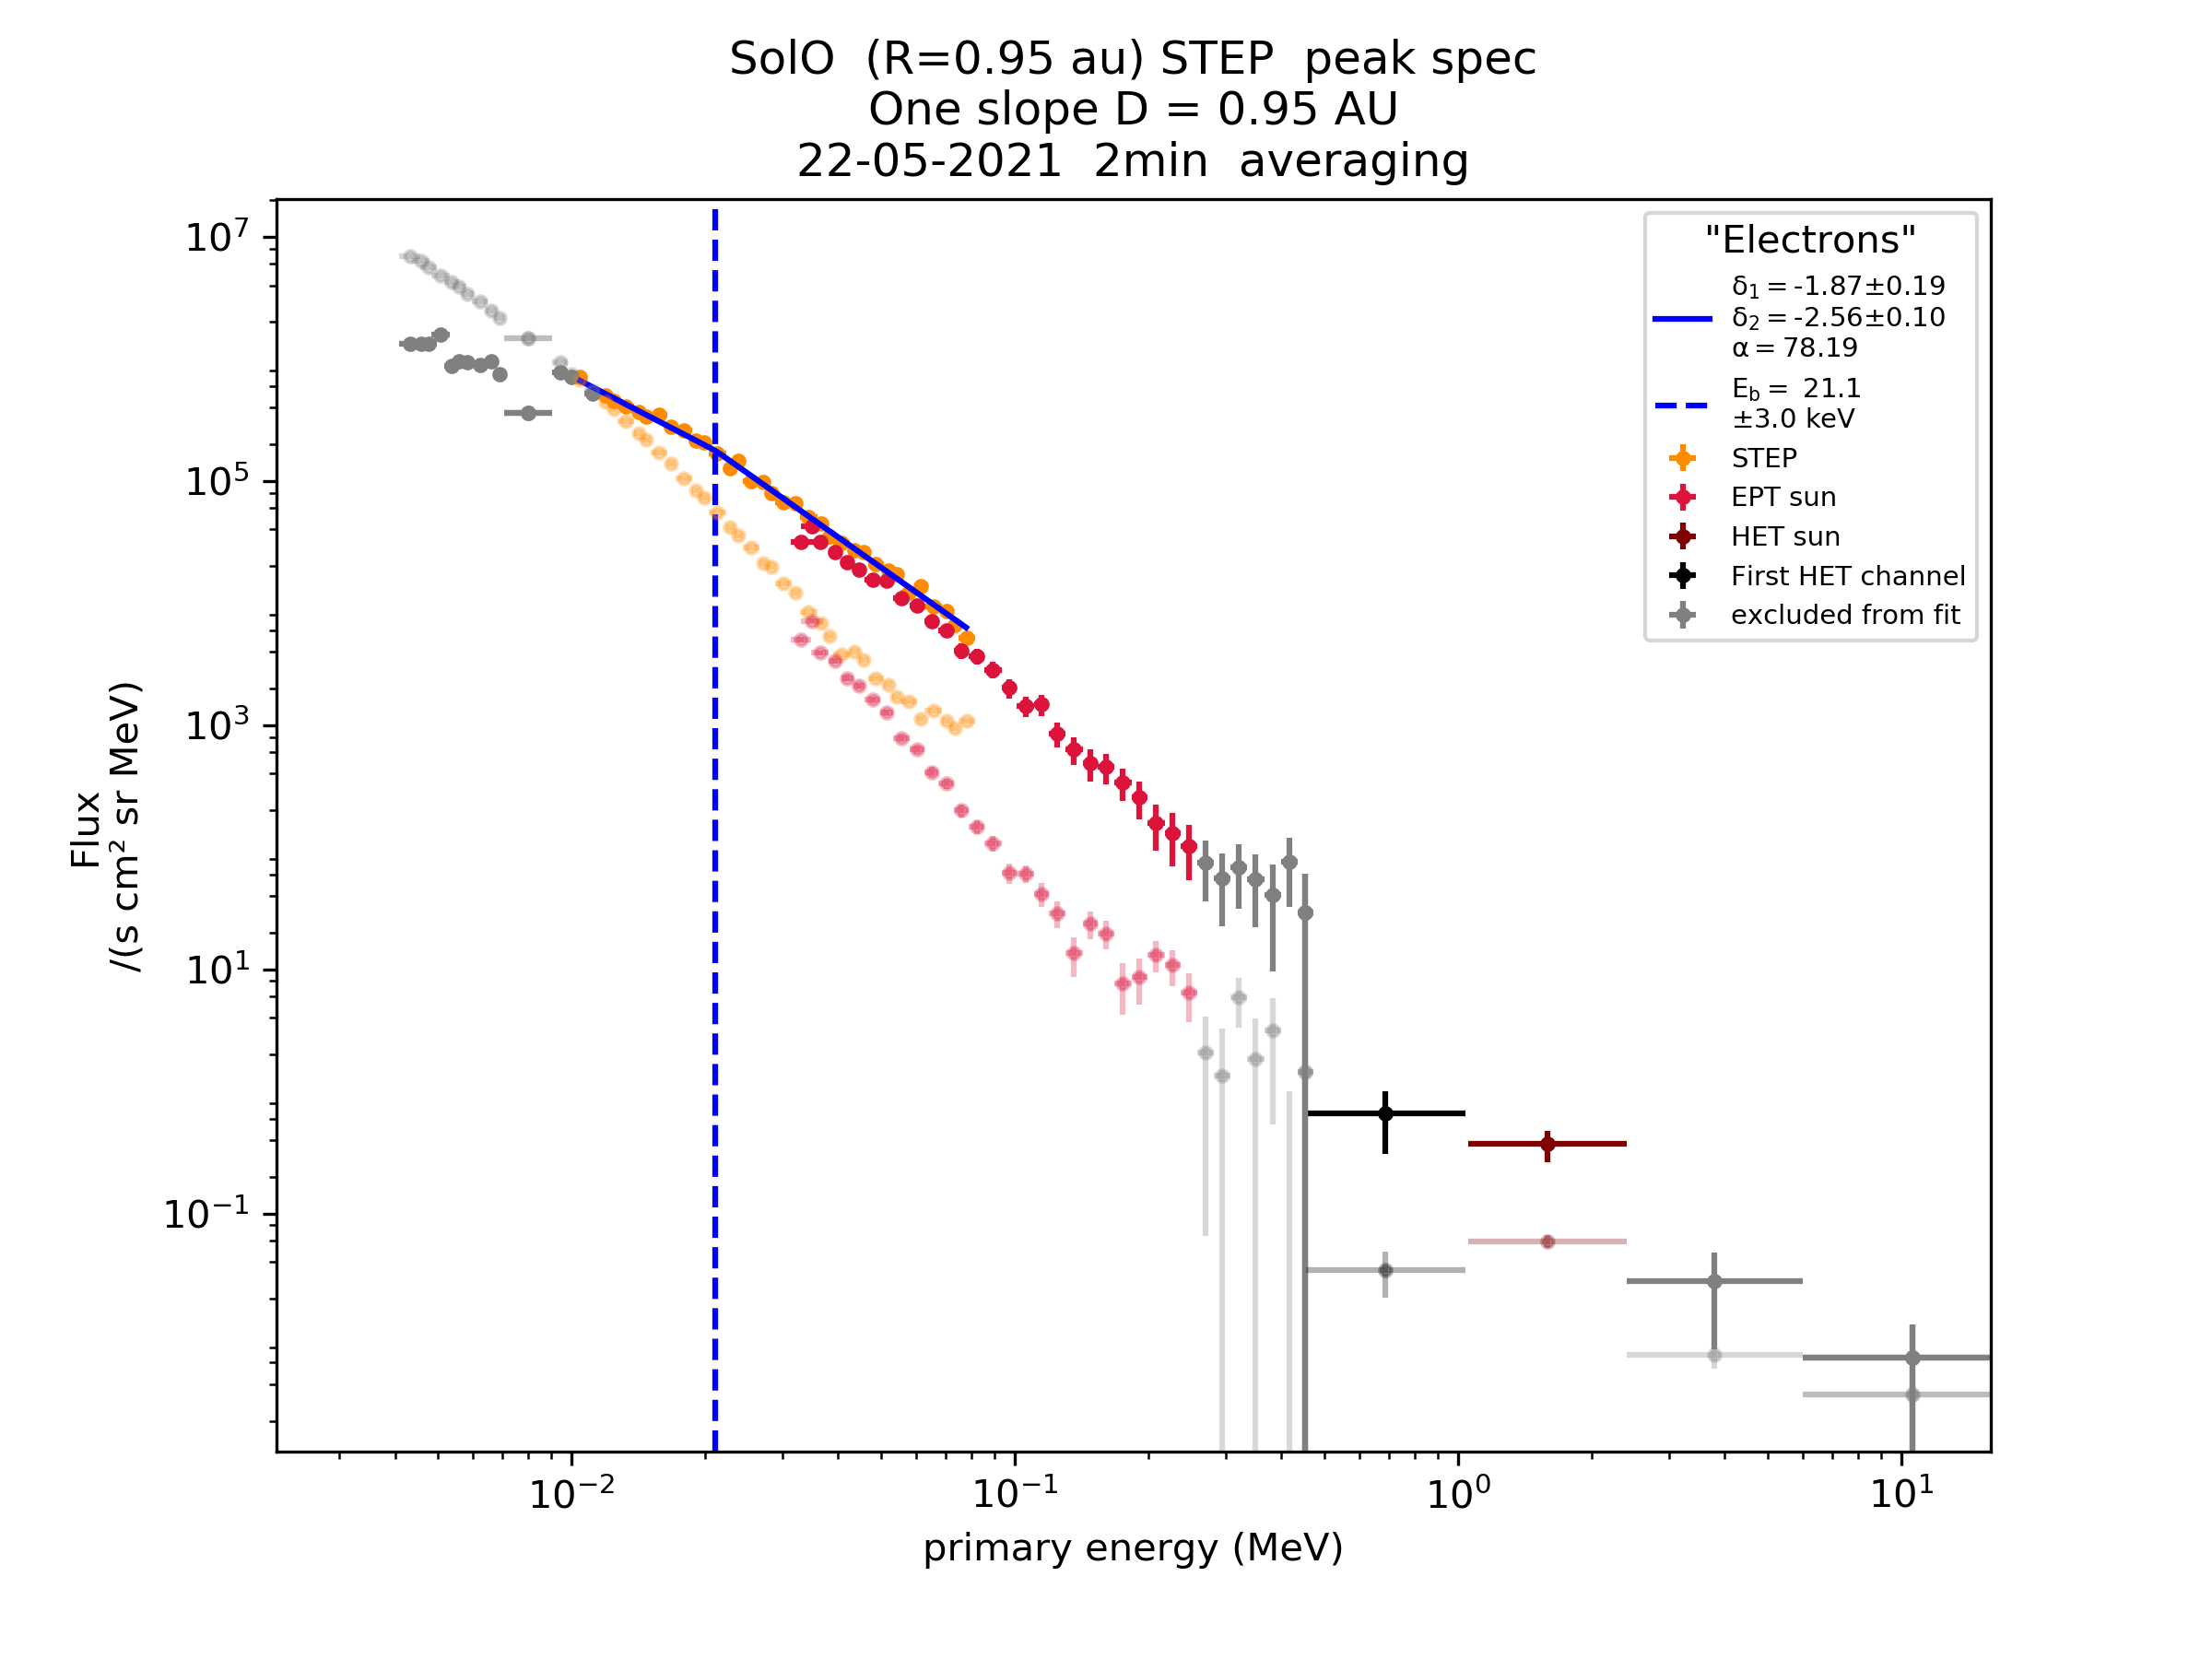 SolO  (R=0.95 au) STEP  peak spec
One slope D = 0.95 AU
22-05-2021  2min  averaging
"Electrons"
δ₁ = -1.87±0.19
δ₂ = -2.56±0.10
α = 78.19
E_b = 21.1
±3.0 keV
STEP
EPT sun
HET sun
First HET channel
excluded from fit
10⁷
10⁵
10³
10¹
10⁻¹
Flux
/(s cm² sr MeV)
10⁻²
10⁻¹
10⁰
10¹
primary energy (MeV)